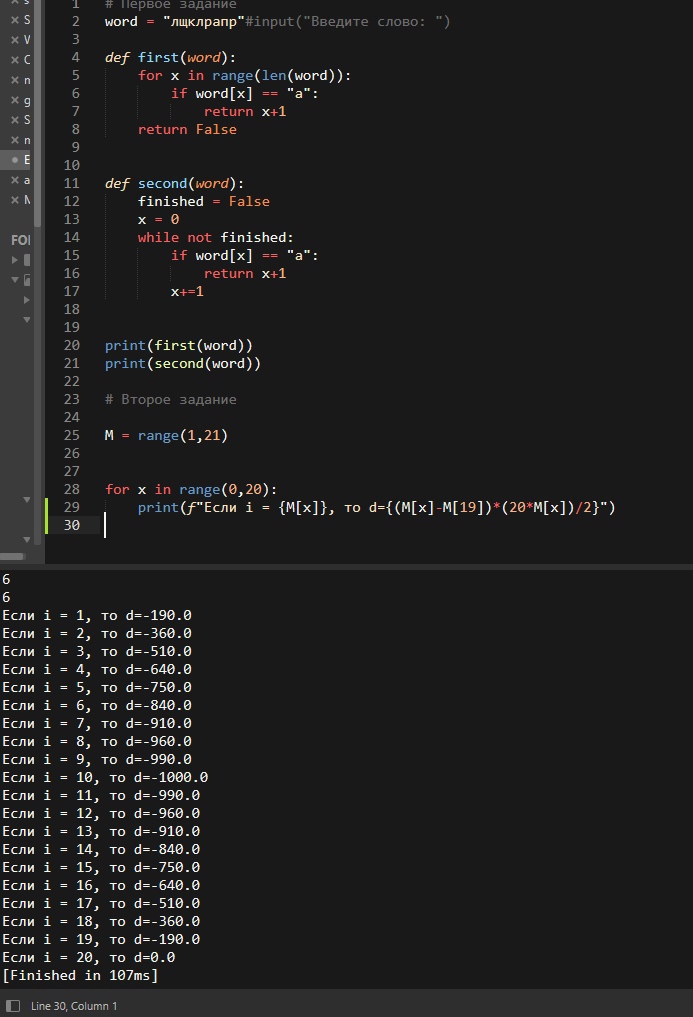 S
V
C
n
g
S
n
E
a
N
FOI
1 # Первое задание
2 word = "лщклрапр"#input("Введите слово: ")
3
4 def first(word):
5 for x in range(len(word)):
6 if word[x] == "а":
7 return x+1
8 return False
9
10
11 def second(word):
12 finished = False
13 x = 0
14 while not finished:
15 if word[x] == "а":
16 return x+1
17 x+=1
18
19
20 print(first(word))
21 print(second(word))
22
23 # Второе задание
24
25 M = range(1,21)
26
27
28 for x in range(0,20):
29 print(f"Если i = {M[x]}, то d={(M[x]-M[19])*(20*M[x])/2}")
30
6
6
Если i = 1, то d=-190.0
Если i = 2, то d=-360.0
Если i = 3, то d=-510.0
Если i = 4, то d=-640.0
Если i = 5, то d=-750.0
Если i = 6, то d=-840.0
Если i = 7, то d=-910.0
Если i = 8, то d=-960.0
Если i = 9, то d=-990.0
Если i = 10, то d=-1000.0
Если i = 11, то d=-990.0
Если i = 12, то d=-960.0
Если i = 13, то d=-910.0
Если i = 14, то d=-840.0
Если i = 15, то d=-750.0
Если i = 16, то d=-640.0
Если i = 17, то d=-510.0
Если i = 18, то d=-360.0
Если i = 19, то d=-190.0
Если i = 20, то d=0.0
[Finished in 107ms]
Line 30, Column 1